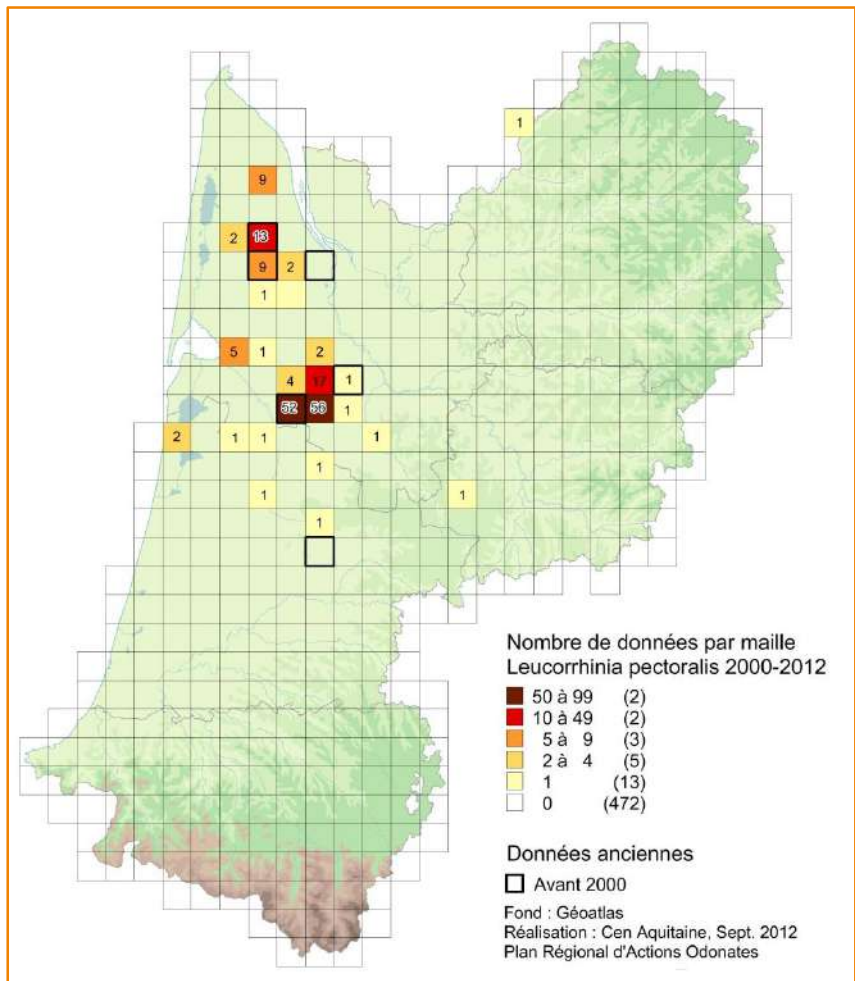 1
9
2 13
9 2
1
5 1 2
4 17 1
52 56 1
2 1 1 1
1
1 1
1
Nombre de données par maille
Leucorrhinia pectoralis 2000-2012
50 à 99 (2)
10 à 49 (2)
5 à 9 (3)
2 à 4 (5)
1 (13)
0 (472)
Données anciennes
Avant 2000
Fond : Géoatlas
Réalisation : Cen Aquitaine, Sept. 2012
Plan Régional d'Actions Odonates